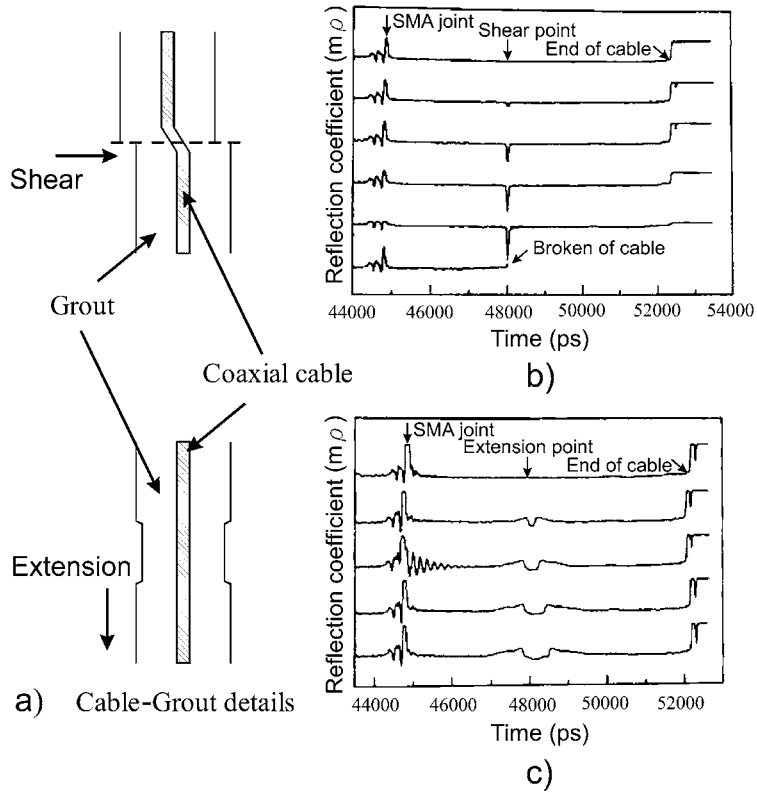 Shear
Grout
Coaxial cable
Extension
a) Cable-Grout details
Reflection coefficient (mρ)
SMA joint
Shear point
End of cable
Broken of cable
44000 46000 48000 50000 52000 54000
Time (ps)
b)
Reflection coefficient (mρ)
SMA joint
Extension point
End of cable
44000 46000 48000 50000 52000
Time (ps)
c)